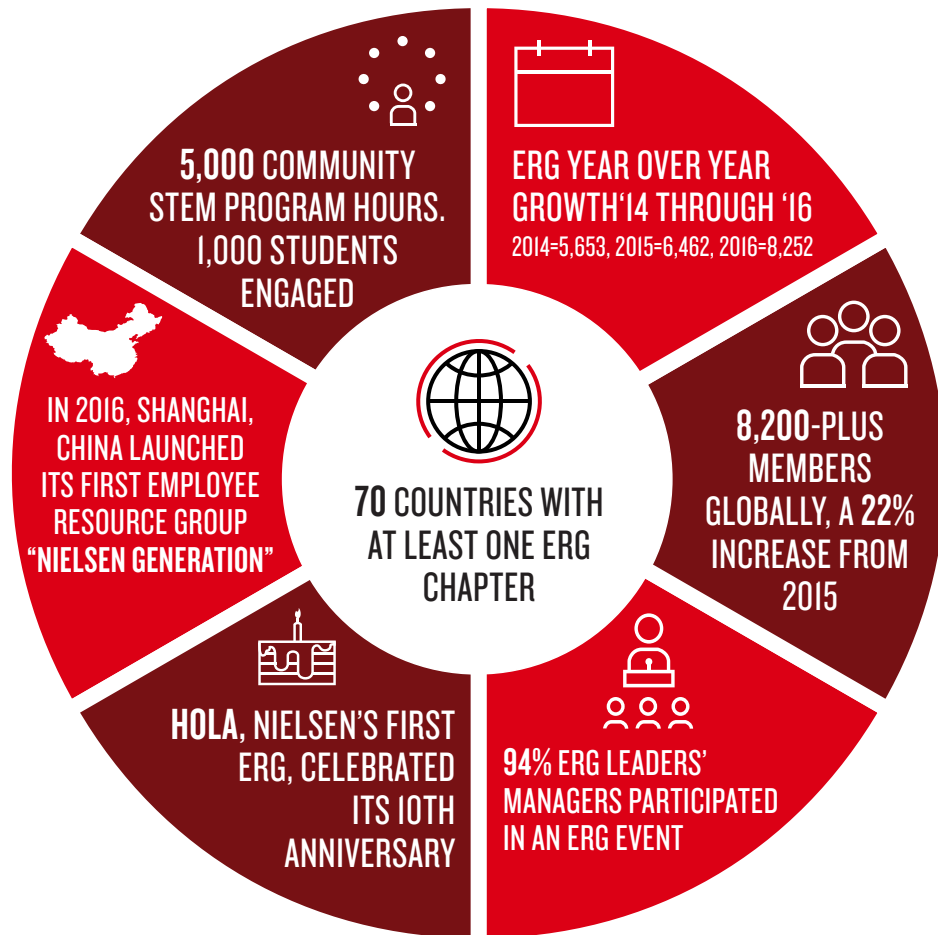 5,000 COMMUNITY
STEM PROGRAM HOURS.
1,000 STUDENTS
ENGAGED
ERG YEAR OVER YEAR
GROWTH‘14 THROUGH ‘16
2014=5,653, 2015=6,462, 2016=8,252
8,200-PLUS
MEMBERS
GLOBALLY, A 22%
INCREASE FROM
2015
94% ERG LEADERS’
MANAGERS PARTICIPATED
IN AN ERG EVENT
HOLA, NIELSEN’S FIRST
ERG, CELEBRATED
ITS 10TH
ANNIVERSARY
IN 2016, SHANGHAI,
CHINA LAUNCHED
ITS FIRST EMPLOYEE
RESOURCE GROUP
“NIELSEN GENERATION”
70 COUNTRIES WITH
AT LEAST ONE ERG
CHAPTER